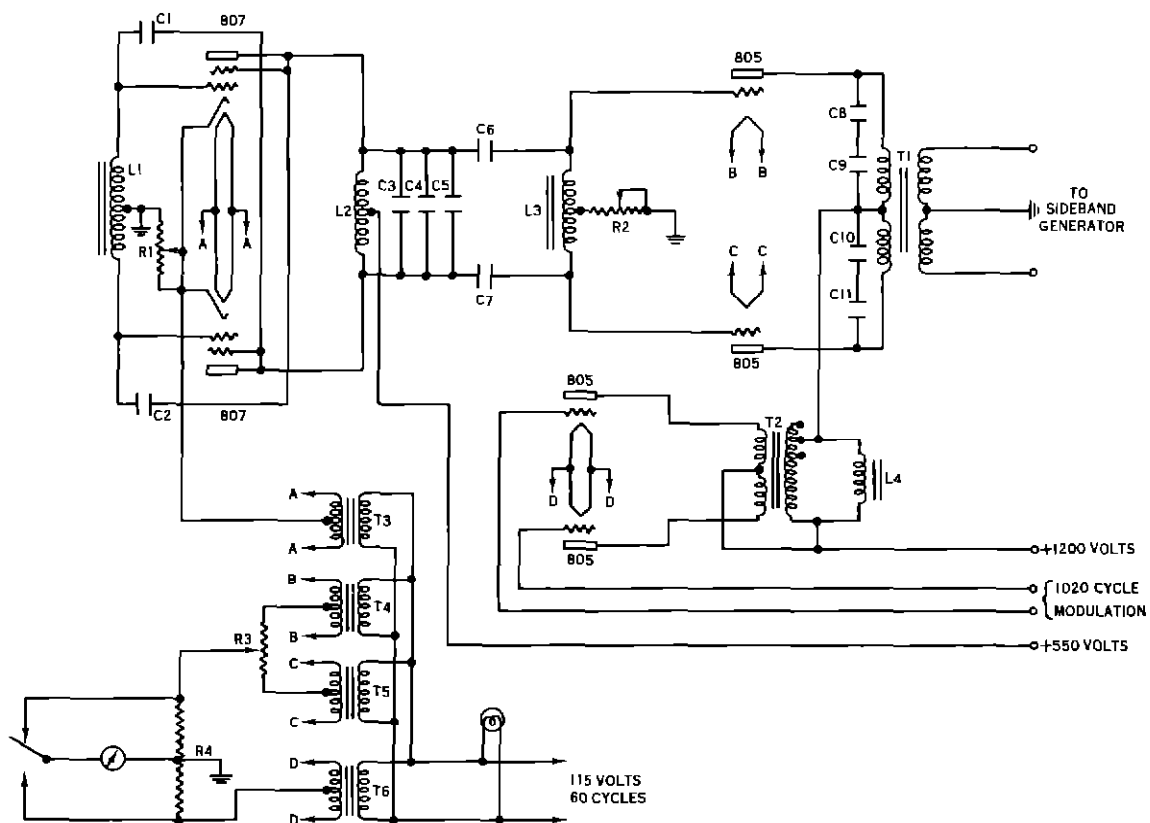 C1
807
805
C8
C6
L1
B B
C9
T1
C3 C4 C5
L2
L3
R2
TO
SIDEBAND
GENERATOR
A A
R1
C C
C10
C7
C11
805
805
C2
807
T2
D D
L4
A
T3
A
805
+1200 VOLTS
B
T4
1020 CYCLE
MODULATION
B
R3
+550 VOLTS
C
T5
C
R4
D
T6
D
115 VOLTS
60 CYCLES